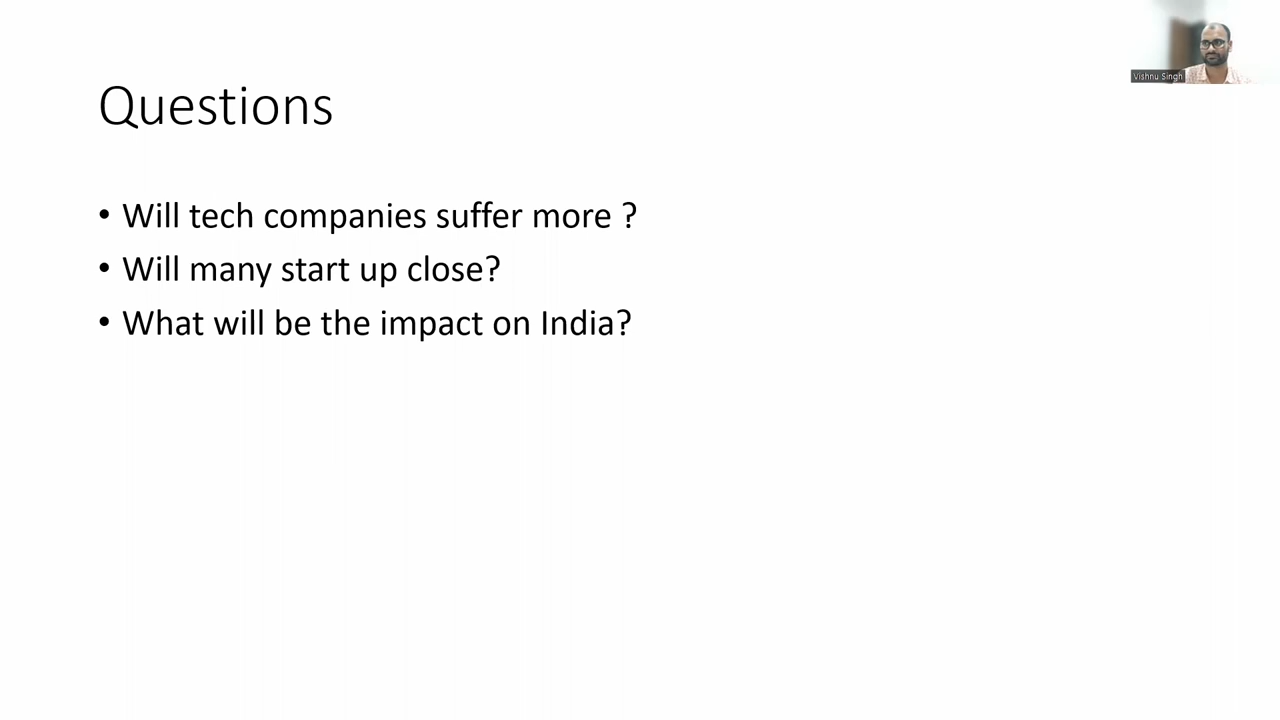 Vishnu Singh
Questions
• Will tech companies suffer more ?
• Will many start up close?
• What will be the impact on India?